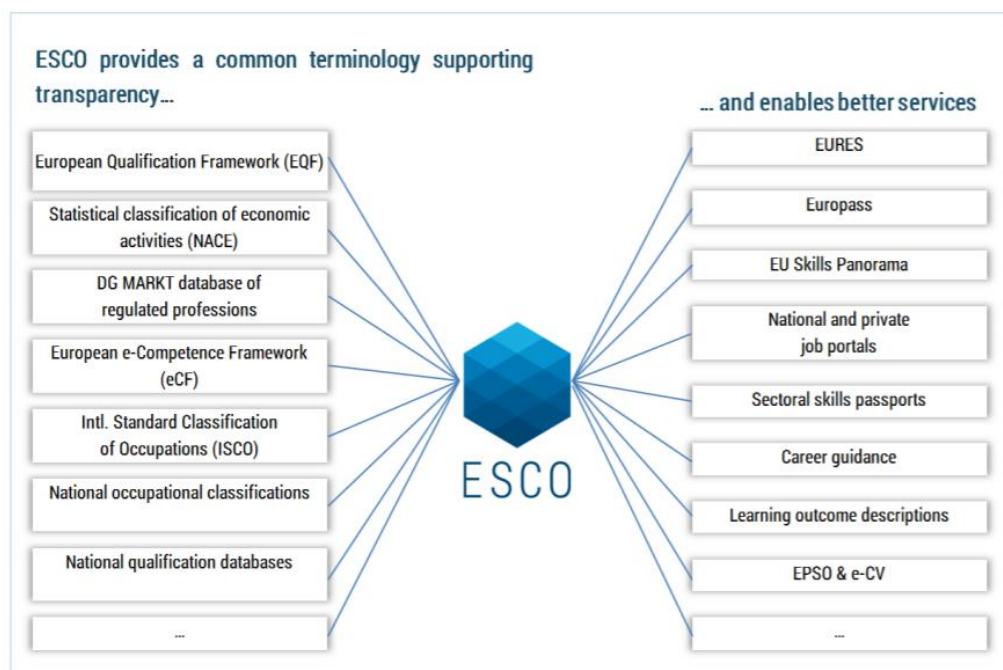 ESCO provides a common terminology supporting
transparency...
European Qualification Framework (EQF)
Statistical classification of economic
activities (NACE)
DG MARKT database of
regulated professions
European e-Competence Framework
(eCF)
Intl. Standard Classification
of Occupations (ISCO)
National occupational classifications
National qualification databases
...
ESCO
... and enables better services
EURES
Europass
EU Skills Panorama
National and private
job portals
Sectoral skills passports
Career guidance
Learning outcome descriptions
EPSO & e-CV
...